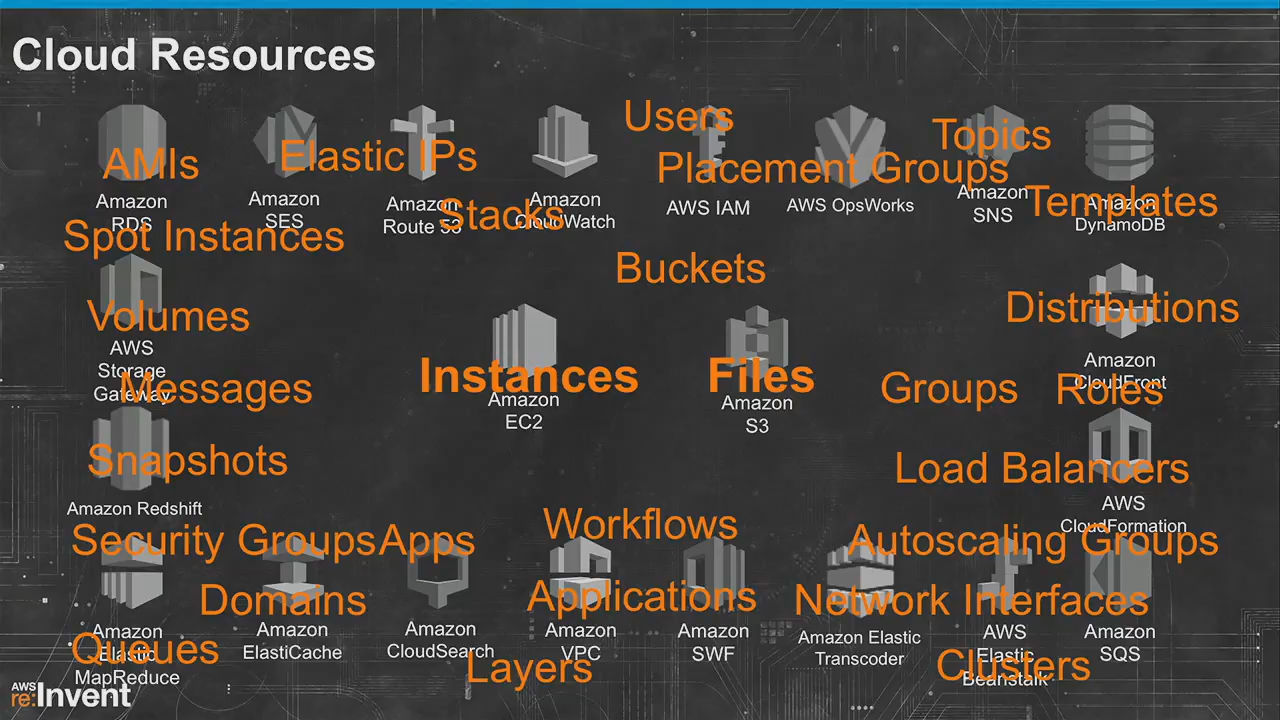 Cloud Resources
Users
AMIs
Elastic IPs
Topics
Placement Groups
Amazon
RDS
Amazon
SES
Amazon
Route 53
Amazon
CloudWatch
AWS IAM
AWS OpsWorks
Amazon
SNS
Amazon
DynamoDB
Stacks
Templates
Spot Instances
Buckets
Volumes
Distributions
AWS
Storage
Gateway
Amazon
CloudFront
Messages
Instances
Files
Groups
Roles
Amazon
EC2
Amazon
S3
Snapshots
Load Balancers
Amazon Redshift
AWS
CloudFormation
Security Groups
Apps
Workflows
Autoscaling Groups
Domains
Applications
Network Interfaces
Amazon
Elastic
MapReduce
Amazon
ElastiCache
Amazon
CloudSearch
Amazon
VPC
Amazon
SWF
Amazon Elastic
Transcoder
AWS
Elastic
Beanstalk
Amazon
SQS
Queues
Layers
Clusters
AWS
re:Invent